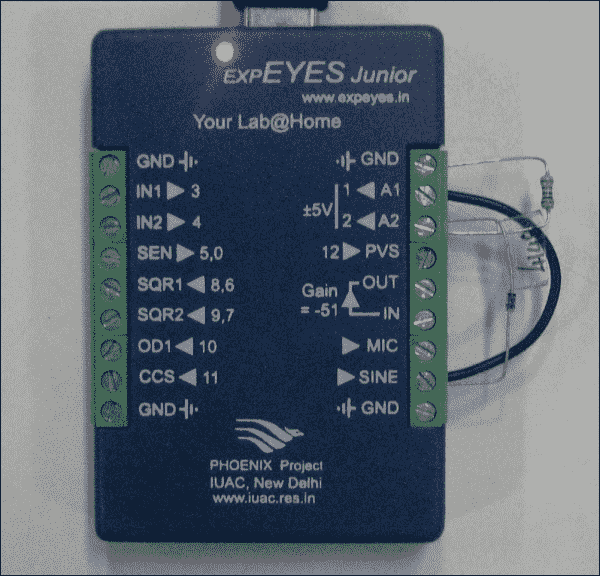 EXPEYES Junior
www.expeyes.in
Your Lab@Home
GND
IN1 3
IN2 4
SEN 5,0
SQR1 8,6
SQR2 9,7
OD1 10
CCS 11
GND
GND
1 A1
±5V
2 A2
12 PVS
OUT
Gain
= -51
IN
MIC
SINE
GND
PHOENIX Project
IUAC, New Delhi
www.iuac.res.in